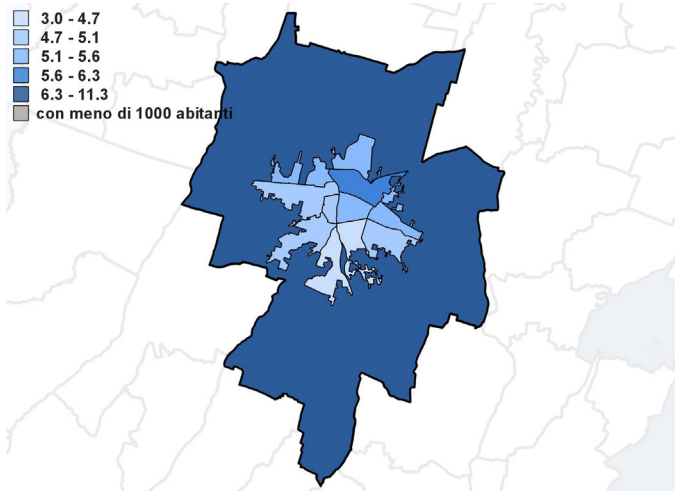 3.0 - 4.7
4.7 - 5.1
5.1 - 5.6
5.6 - 6.3
6.3 - 11.3
con meno di 1000 abitanti